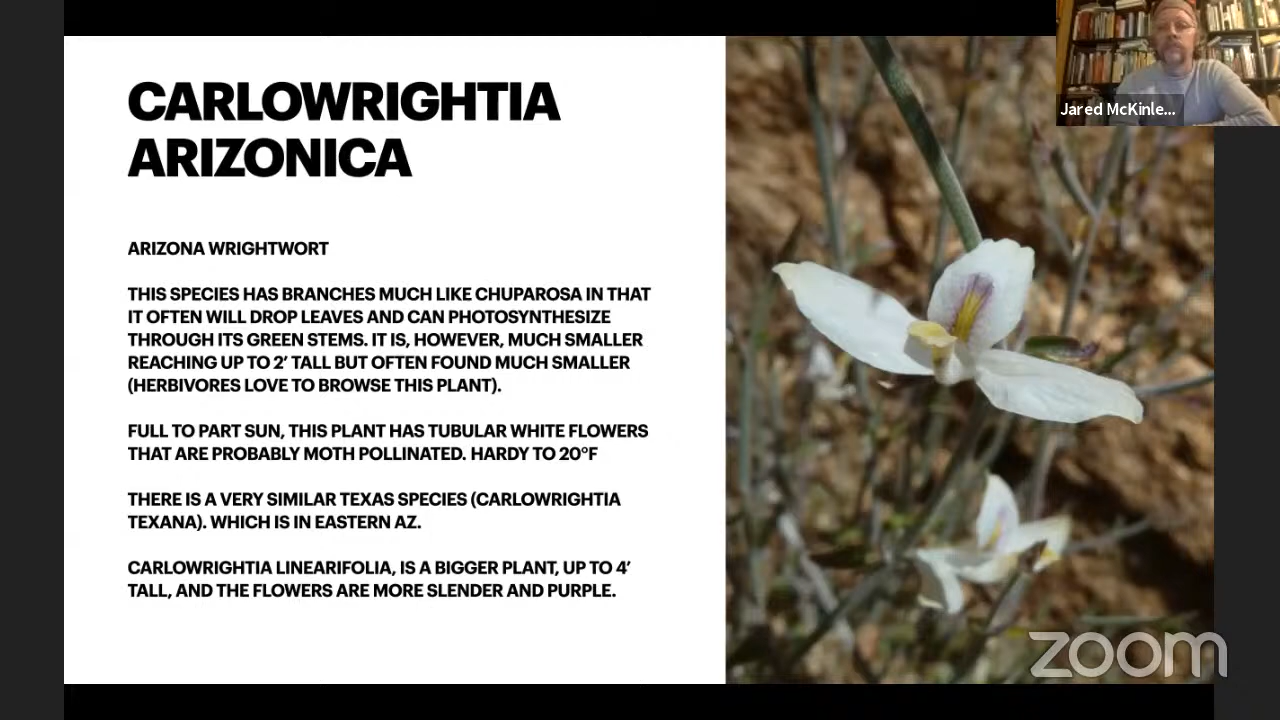 CARLOWRIGHTIA
ARIZONICA
ARIZONA WRIGHTWORT
THIS SPECIES HAS BRANCHES MUCH LIKE CHUPAROSA IN THAT
IT OFTEN WILL DROP LEAVES AND CAN PHOTOSYNTHESIZE
THROUGH ITS GREEN STEMS. IT IS, HOWEVER, MUCH SMALLER
REACHING UP TO 2’ TALL BUT OFTEN FOUND MUCH SMALLER
(HERBIVORES LOVE TO BROWSE THIS PLANT).
FULL TO PART SUN, THIS PLANT HAS TUBULAR WHITE FLOWERS
THAT ARE PROBABLY MOTH POLLINATED. HARDY TO 20°F
THERE IS A VERY SIMILAR TEXAS SPECIES (CARLOWRIGHTIA
TEXANA). WHICH IS IN EASTERN AZ.
CARLOWRIGHTIA LINEARIFOLIA, IS A BIGGER PLANT, UP TO 4’
TALL, AND THE FLOWERS ARE MORE SLENDER AND PURPLE.
Jared McKinle...
zoom